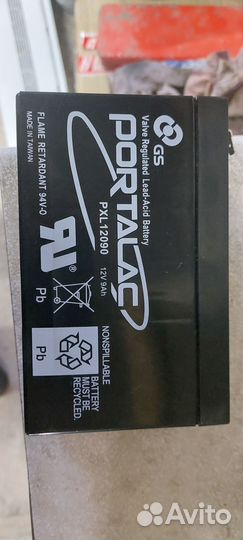 GS
Valve Regulated Lead-Acid Battery
PORTALAC
PXL12090
12V 9Ah
FLAME RETARDANT 94V-0
MADE IN TAIWAN
Pb
NONSPILLABLE
Pb
BATTERY
MUST BE
RECYCLED.
Avito